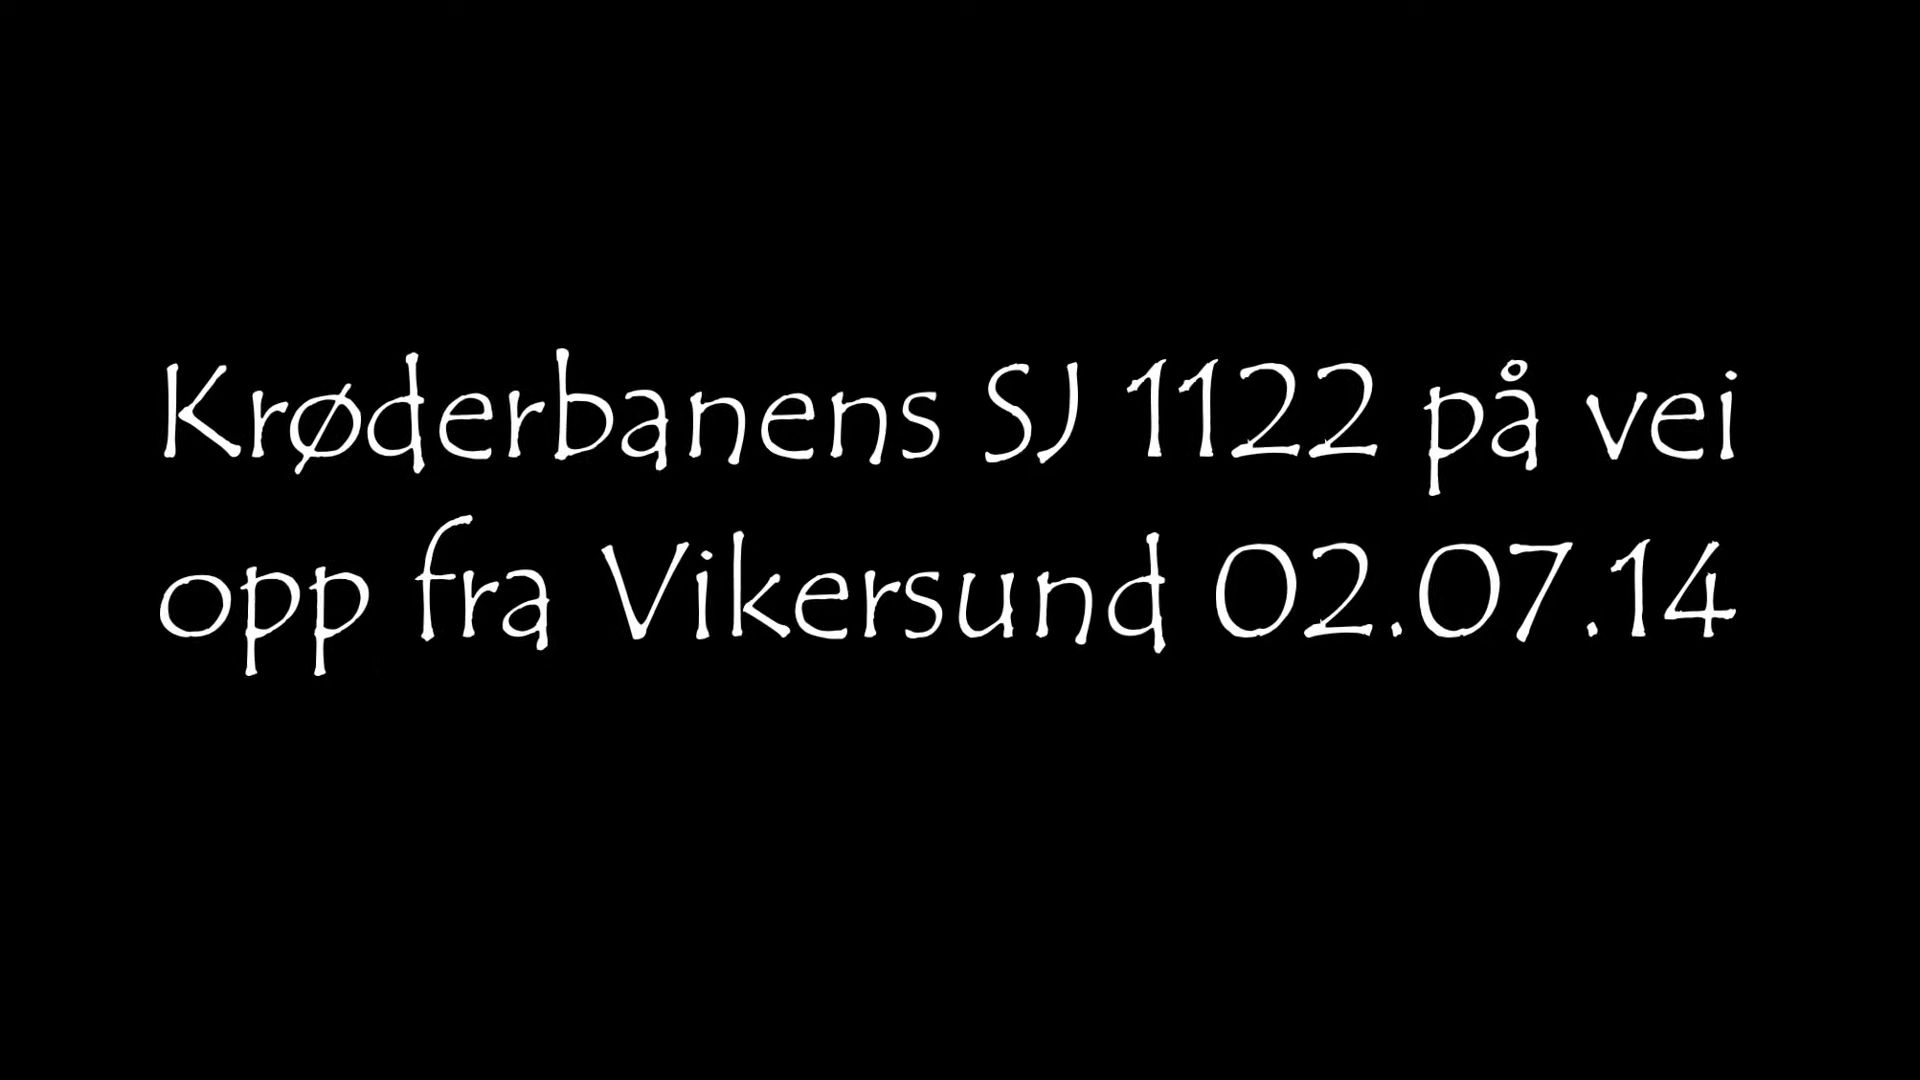 Krøderbanens SJ 1122 på vei
opp fra Vikersund 02.07.14